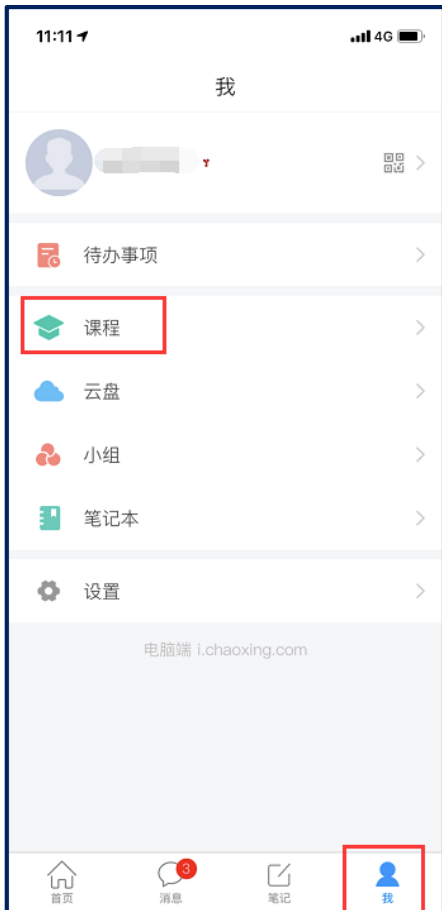 11:11 4G
我
待办事项
课程
云盘
小组
笔记本
设置
电脑端 i.chaoxing.com
3
首页 消息 笔记 我